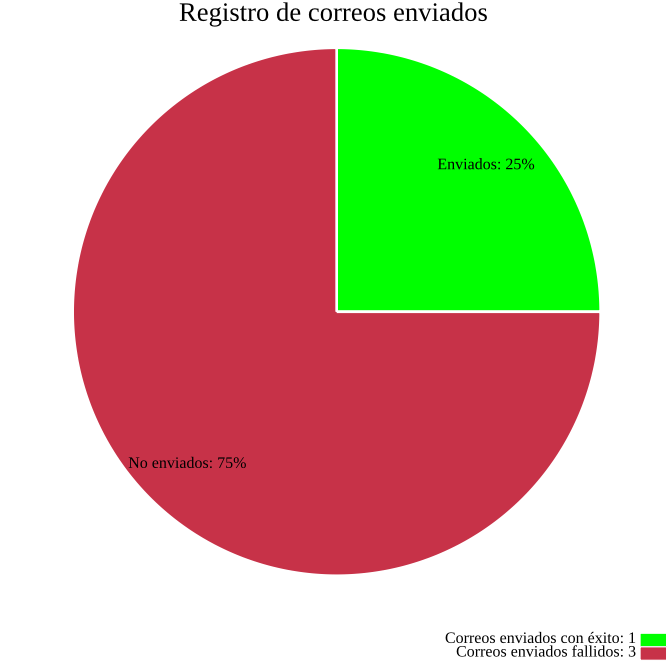 Registro de correos enviados
Enviados: 25%
No enviados: 75%
Correos enviados con éxito: 1
Correos enviados fallidos: 3